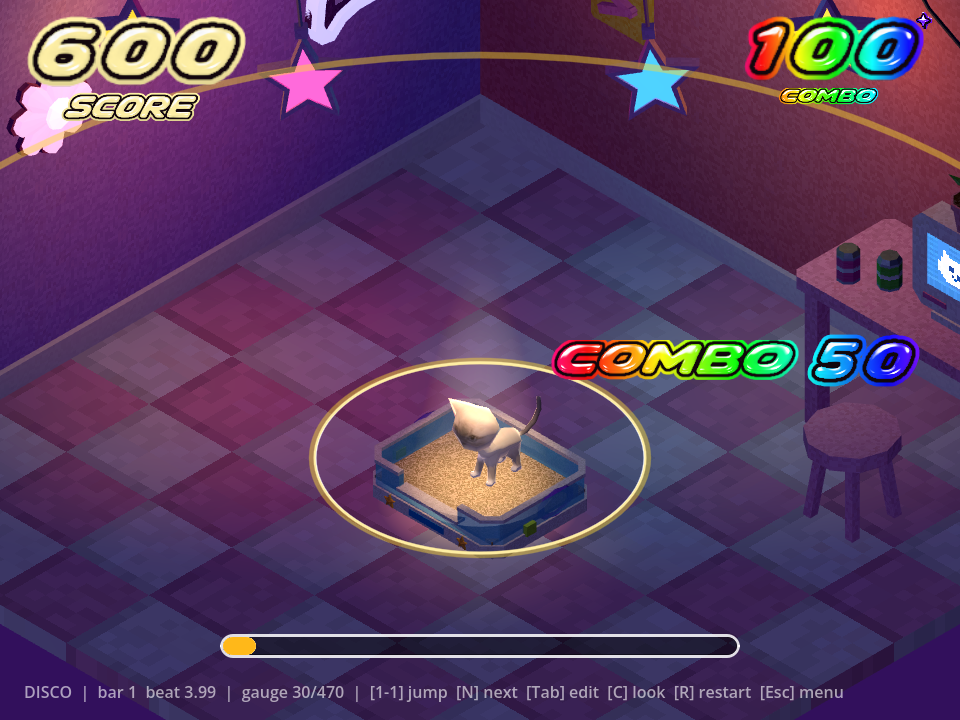 600
SCORE
100
COMBO
COMBO 50
DISCO | bar 1 beat 3.99 | gauge 30/470 | [1-1] jump [N] next [Tab] edit [C] look [R] restart [Esc] menu